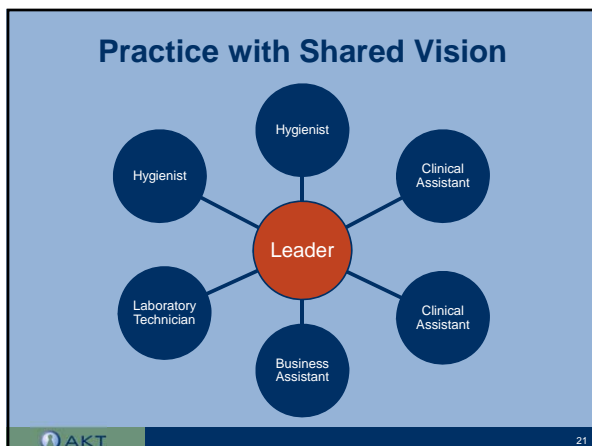 Practice with Shared Vision
Hygienist
Hygienist
Clinical
Assistant
Leader
Laboratory
Technician
Clinical
Assistant
Business
Assistant
AKT
21